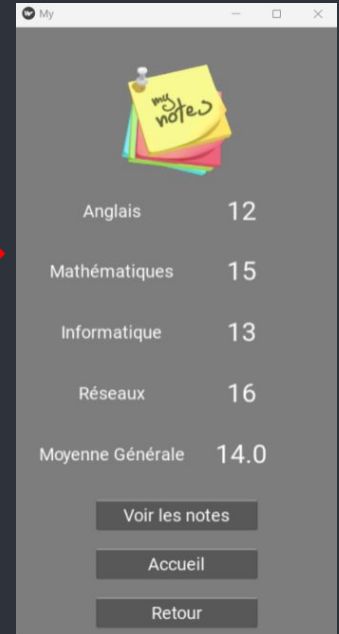 My
my
notes
Anglais 12
Mathématiques 15
Informatique 13
Réseaux 16
Moyenne Générale 14.0
Voir les notes
Accueil
Retour